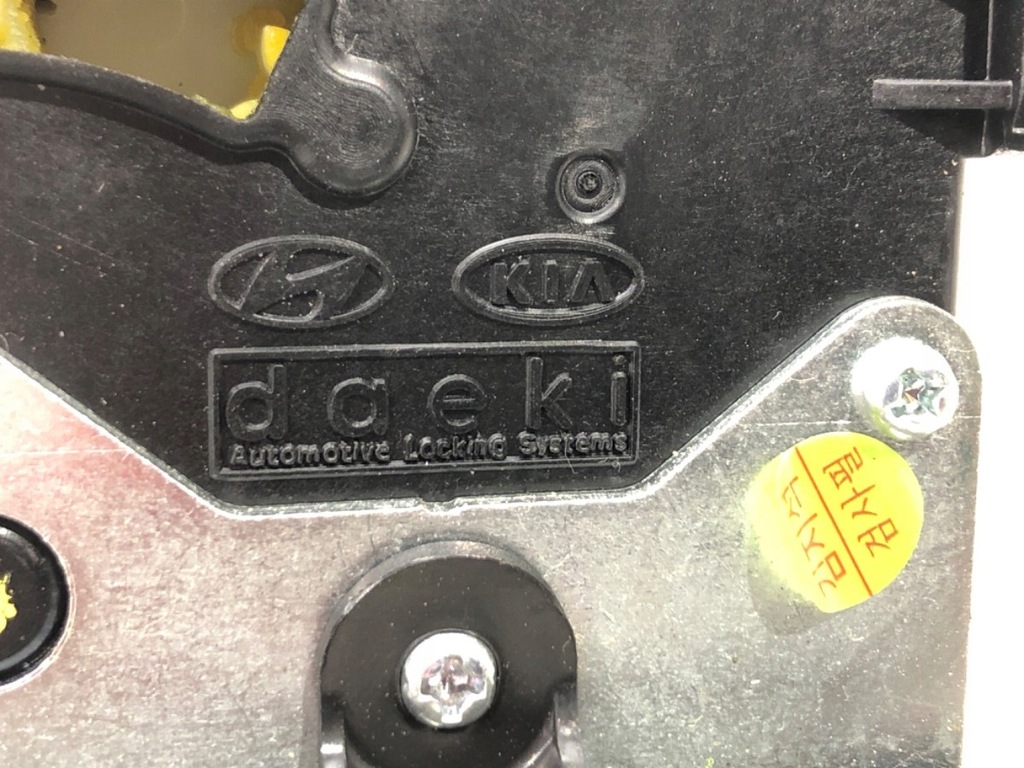 KIA
daeki
Automotive Locking Systems
검사필